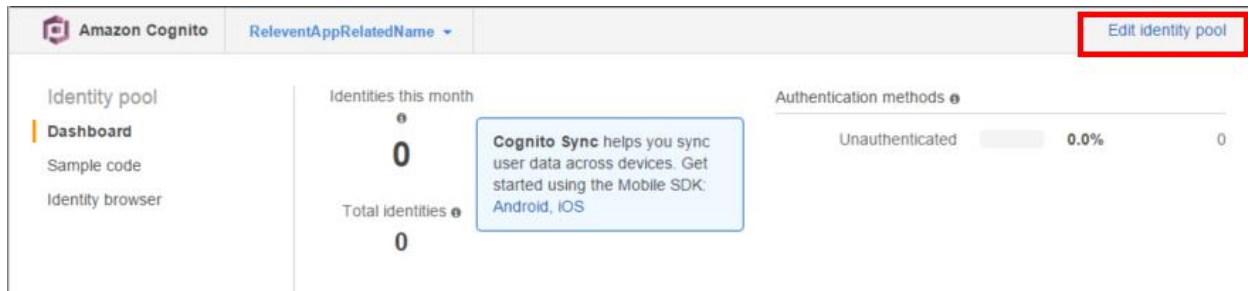 Amazon Cognito
ReleventAppRelatedName
Edit identity pool
Identity pool
Dashboard
Sample code
Identity browser
Identities this month
0
Total identities
0
Cognito Sync helps you sync
user data across devices. Get
started using the Mobile SDK:
Android, iOS
Authentication methods
Unauthenticated 0.0% 0